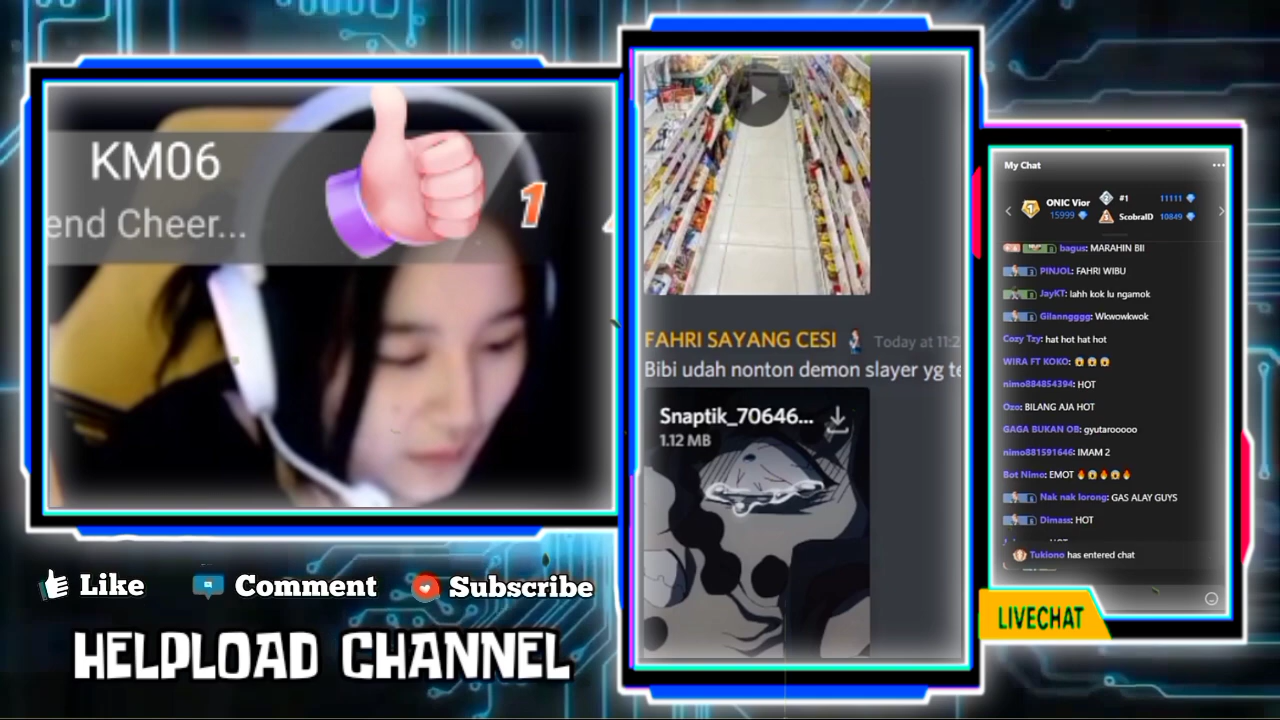 KM06
end Cheer...
1
Like
Comment
Subscribe
HELPLOAD CHANNEL
FAHRI SAYANG CESI
Today at 11:2
Bibi udah nonton demon slayer yg te
Snaptik_70646...
1.12 MB
My Chat
ONIC Vior
15999
#1
11111
ScobraID
10849
bagus: MARAHIN BII
PINJOL: FAHRI WIBU
JayKT: lahh kok lu ngamok
Gilanngggg: Wkwowkwok
Cozy Tzy: hat hot hat hot
WIRA FT KOKO: 😱😱😱
nimo884854394: HOT
Ozo: BILANG AJA HOT
GAGA BUKAN OB: gyutarooooo
nimo881591646: IMAM 2
Bot Nimo: EMOT 🔥😱🔥😱🔥
Nak nak lorong: GAS ALAY GUYS
Dimass: HOT
Tukiono has entered chat
LIVECHAT